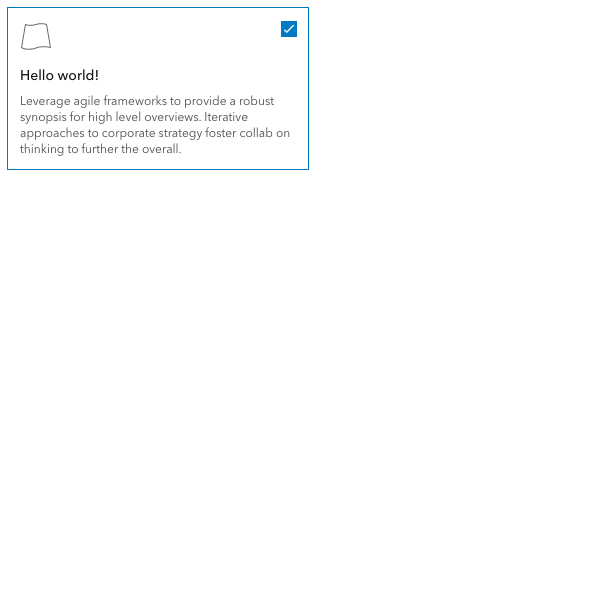 Hello world!
Leverage agile frameworks to provide a robust
synopsis for high level overviews. Iterative
approaches to corporate strategy foster collab on
thinking to further the overall.